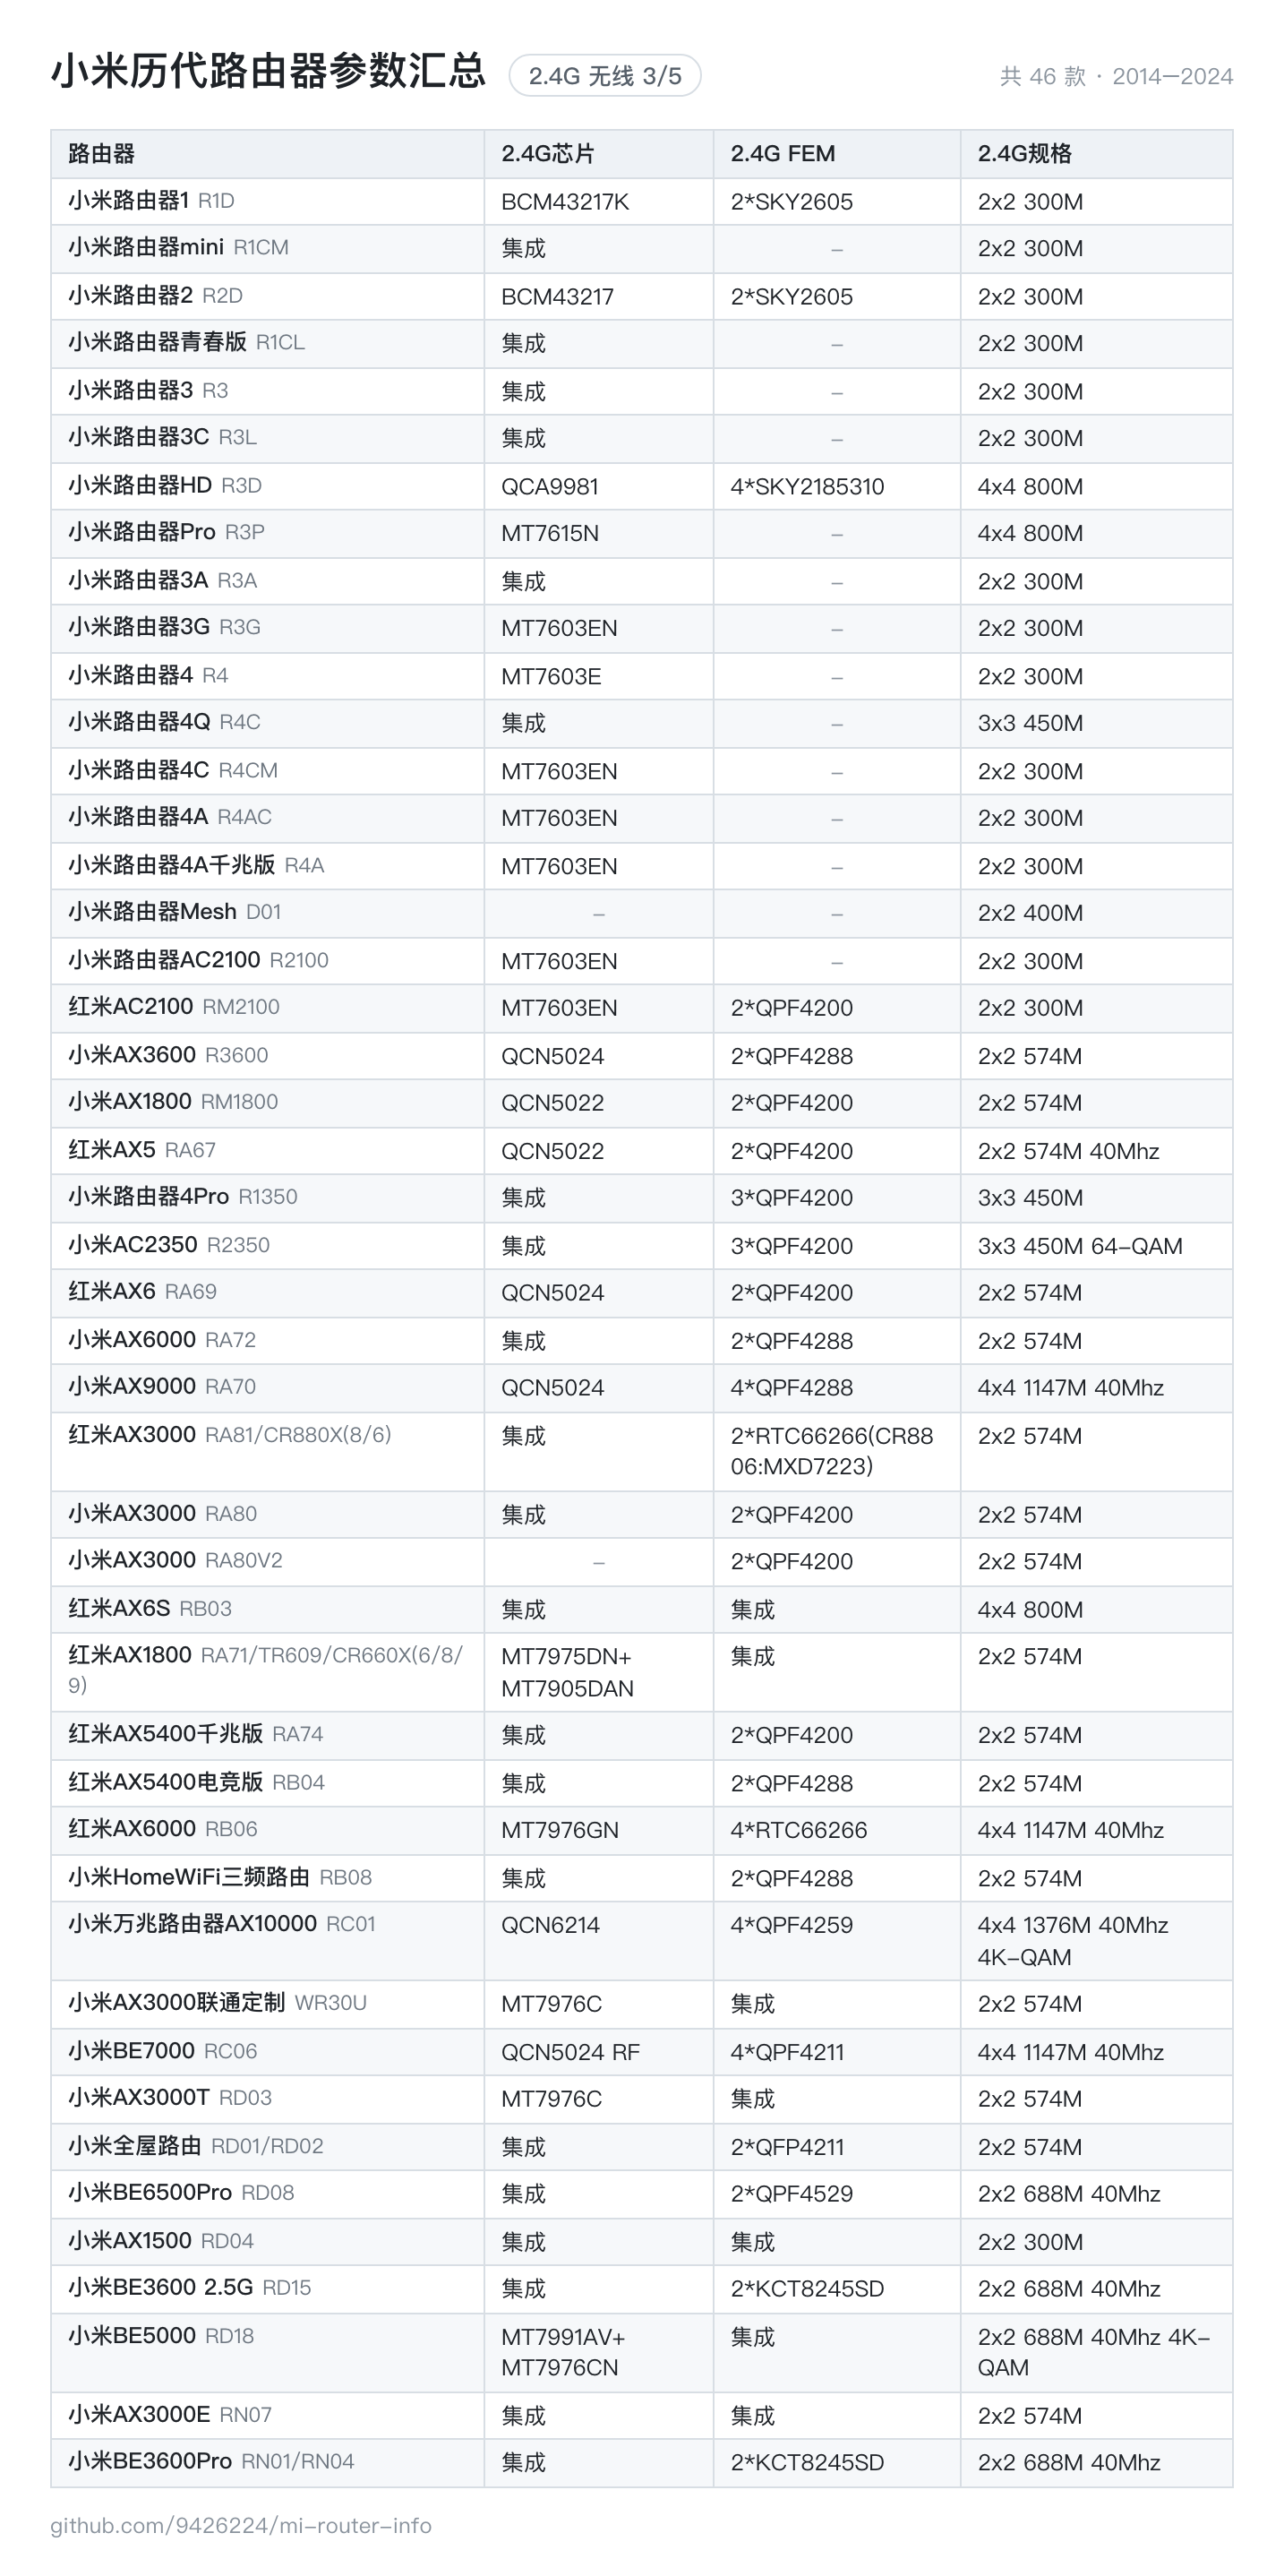 小米历代路由器参数汇总 2.4G 无线 3/5 共 46 款 · 2014—2024
路由器 2.4G芯片 2.4G FEM 2.4G规格
小米路由器1 R1D BCM43217K 2*SKY2605 2x2 300M
小米路由器mini R1CM 集成 – 2x2 300M
小米路由器2 R2D BCM43217 2*SKY2605 2x2 300M
小米路由器青春版 R1CL 集成 – 2x2 300M
小米路由器3 R3 集成 – 2x2 300M
小米路由器3C R3L 集成 – 2x2 300M
小米路由器HD R3D QCA9981 4*SKY2185310 4x4 800M
小米路由器Pro R3P MT7615N – 4x4 800M
小米路由器3A R3A 集成 – 2x2 300M
小米路由器3G R3G MT7603EN – 2x2 300M
小米路由器4 R4 MT7603E – 2x2 300M
小米路由器4Q R4C 集成 – 3x3 450M
小米路由器4C R4CM MT7603EN – 2x2 300M
小米路由器4A R4AC MT7603EN – 2x2 300M
小米路由器4A千兆版 R4A MT7603EN – 2x2 300M
小米路由器Mesh D01 – – 2x2 400M
小米路由器AC2100 R2100 MT7603EN – 2x2 300M
红米AC2100 RM2100 MT7603EN 2*QPF4200 2x2 300M
小米AX3600 R3600 QCN5024 2*QPF4288 2x2 574M
小米AX1800 RM1800 QCN5022 2*QPF4200 2x2 574M
红米AX5 RA67 QCN5022 2*QPF4200 2x2 574M 40Mhz
小米路由器4Pro R1350 集成 3*QPF4200 3x3 450M
小米AC2350 R2350 集成 3*QPF4200 3x3 450M 64–QAM
红米AX6 RA69 QCN5024 2*QPF4200 2x2 574M
小米AX6000 RA72 集成 2*QPF4288 2x2 574M
小米AX9000 RA70 QCN5024 4*QPF4288 4x4 1147M 40Mhz
红米AX3000 RA81/CR880X(8/6) 集成 2*RTC66266(CR88 2x2 574M
06:MXD7223)
小米AX3000 RA80 集成 2*QPF4200 2x2 574M
小米AX3000 RA80V2 – 2*QPF4200 2x2 574M
红米AX6S RB03 集成 集成 4x4 800M
红米AX1800 RA71/TR609/CR660X(6/8/ MT7975DN+ 集成 2x2 574M
9) MT7905DAN
红米AX5400千兆版 RA74 集成 2*QPF4200 2x2 574M
红米AX5400电竞版 RB04 集成 2*QPF4288 2x2 574M
红米AX6000 RB06 MT7976GN 4*RTC66266 4x4 1147M 40Mhz
小米HomeWiFi三频路由 RB08 集成 2*QPF4288 2x2 574M
小米万兆路由器AX10000 RC01 QCN6214 4*QPF4259 4x4 1376M 40Mhz
4K–QAM
小米AX3000联通定制 WR30U MT7976C 集成 2x2 574M
小米BE7000 RC06 QCN5024 RF 4*QPF4211 4x4 1147M 40Mhz
小米AX3000T RD03 MT7976C 集成 2x2 574M
小米全屋路由 RD01/RD02 集成 2*QFP4211 2x2 574M
小米BE6500Pro RD08 集成 2*QPF4529 2x2 688M 40Mhz
小米AX1500 RD04 集成 集成 2x2 300M
小米BE3600 2.5G RD15 集成 2*KCT8245SD 2x2 688M 40Mhz
小米BE5000 RD18 MT7991AV+ 集成 2x2 688M 40Mhz 4K–
MT7976CN QAM
小米AX3000E RN07 集成 集成 2x2 574M
小米BE3600Pro RN01/RN04 集成 2*KCT8245SD 2x2 688M 40Mhz
github.com/9426224/mi–router–info